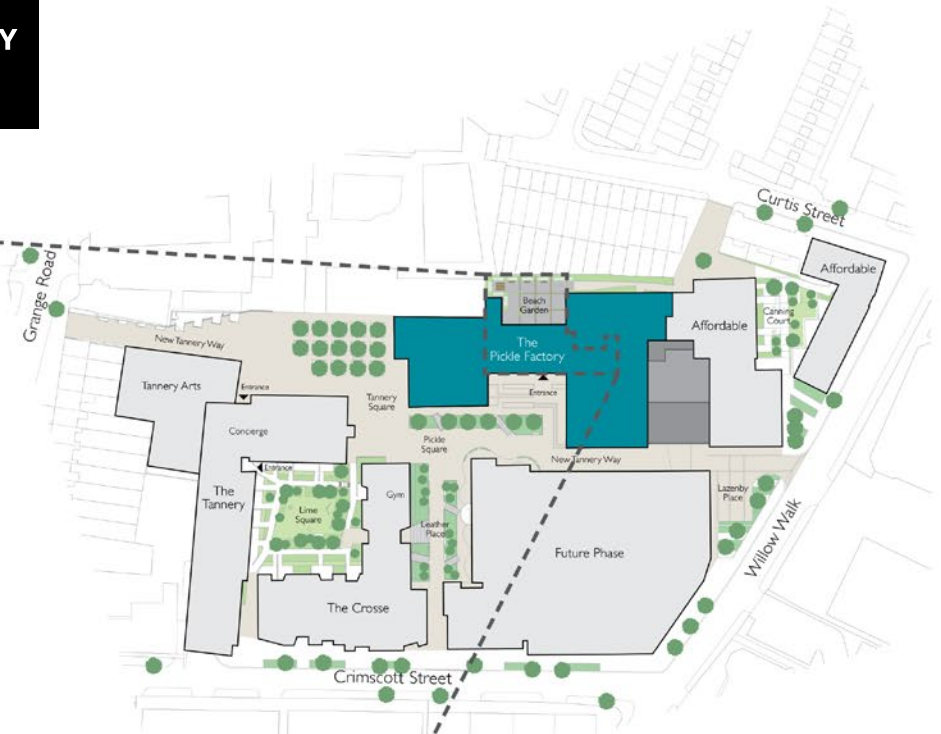 Y
Curtis Street
Affordable
Grange Road
Beach
Garden
Canning
Court
Affordable
New Tannery Way
The
Pickle Factory
Tannery Arts
Entrance
Entrance
Tannery
Square
Concierge
Pickle
Square
New Tannery Way
Entrance
The
Tannery
Gym
Lazenby
Place
Lime
Square
Leather
Place
Willow Walk
Future Phase
The Crosse
Crimscott Street